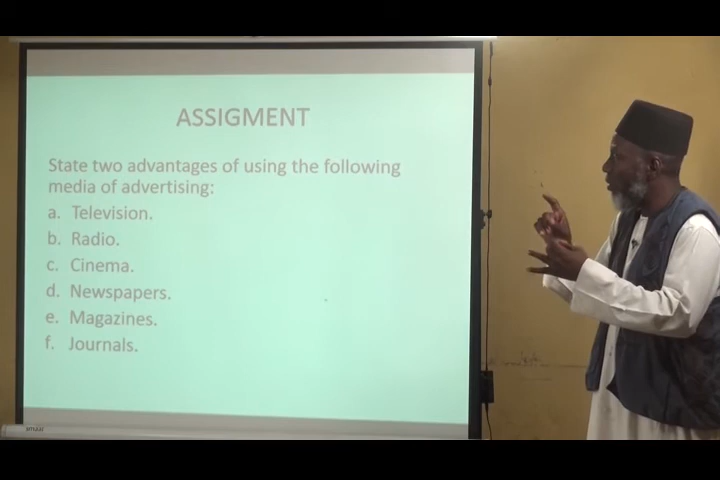 ASSIGMENT
State two advantages of using the following
media of advertising:
a. Television.
b. Radio.
c. Cinema.
d. Newspapers.
e. Magazines.
f. Journals.